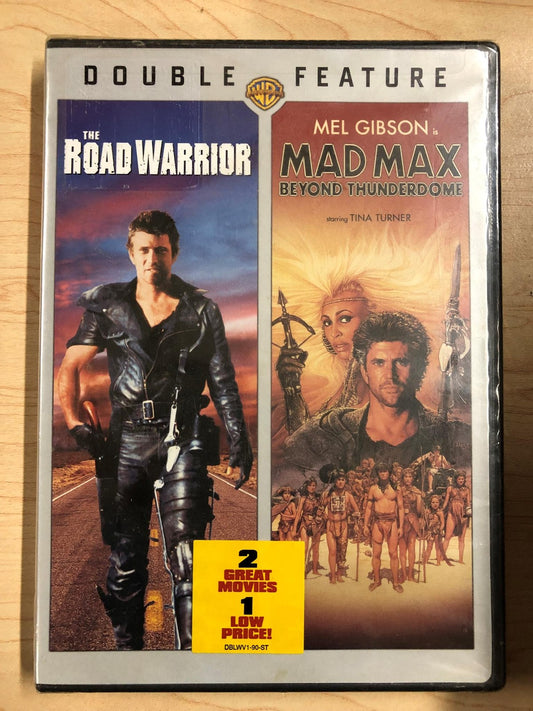 DOUBLE WB FEATURE
THE
ROAD WARRIOR
MEL GIBSON is
MAD MAX
BEYOND THUNDERDOME
starring TINA TURNER
2
GREAT
MOVIES
1
LOW
PRICE!
DBLWV1-90-ST